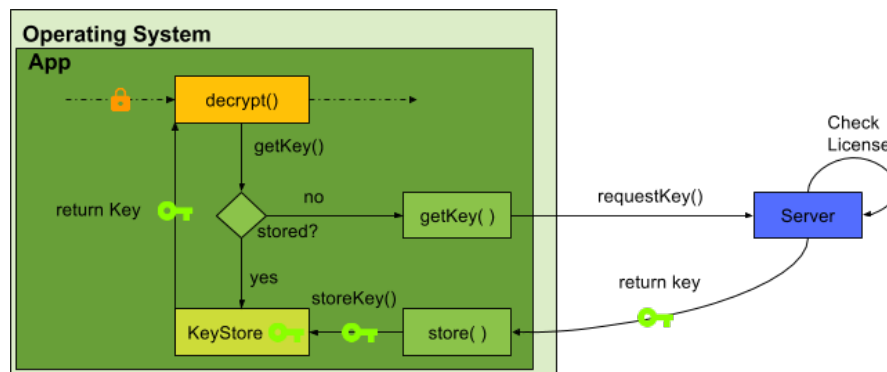 Operating System
App
decrypt()
getKey()
Check
License
return Key
no
requestKey()
getKey( )
Server
stored?
yes
storeKey()
return key
KeyStore
store( )